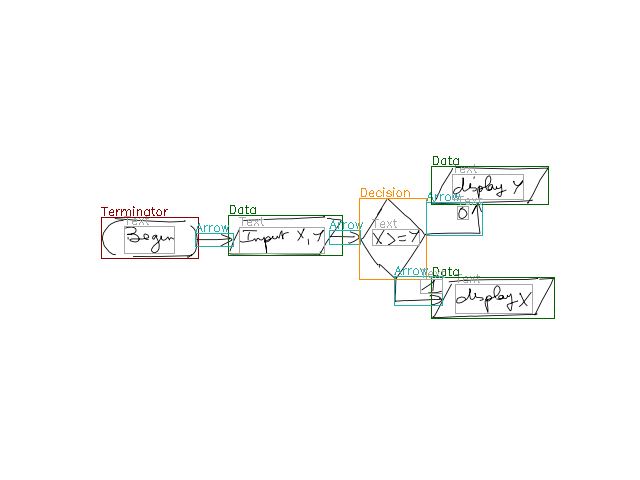 Terminator
Text
Begin
Arrow
Data
Text
Input X, Y
Arrow
Decision
Text
X>=Y
Arrow
Text
0
Data
Text
display Y
Arrow
Text
1
Data
Text
display X